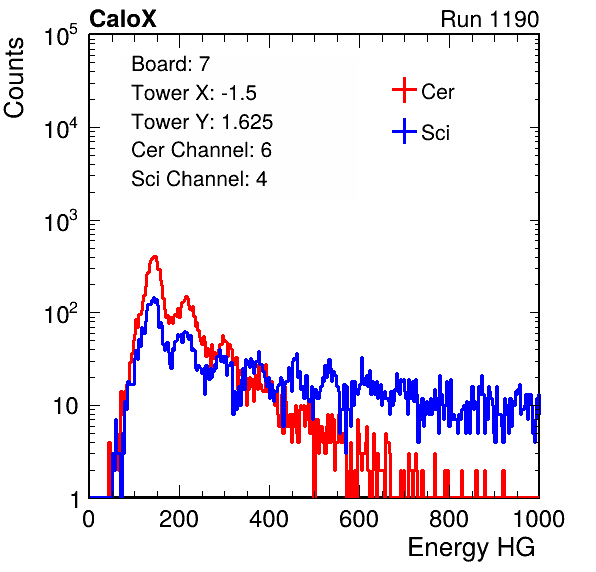 CaloX Run 1190
Counts
Board: 7
Tower X: -1.5
Tower Y: 1.625
Cer Channel: 6
Sci Channel: 4
Cer
Sci
10^5
10^4
10^3
10^2
10
1
0 200 400 600 800 1000
Energy HG